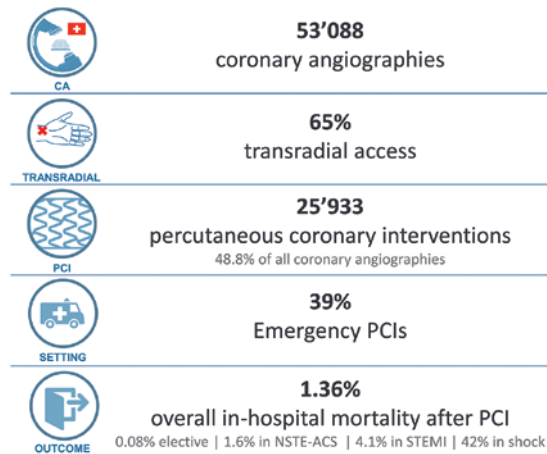 53’088
coronary angiographies
CA
65%
transradial access
TRANSRADIAL
25’933
percutaneous coronary interventions
48.8% of all coronary angiographies
PCI
39%
Emergency PCIs
SETTING
1.36%
overall in-hospital mortality after PCI
0.08% elective | 1.6% in NSTE-ACS | 4.1% in STEMI | 42% in shock
OUTCOME